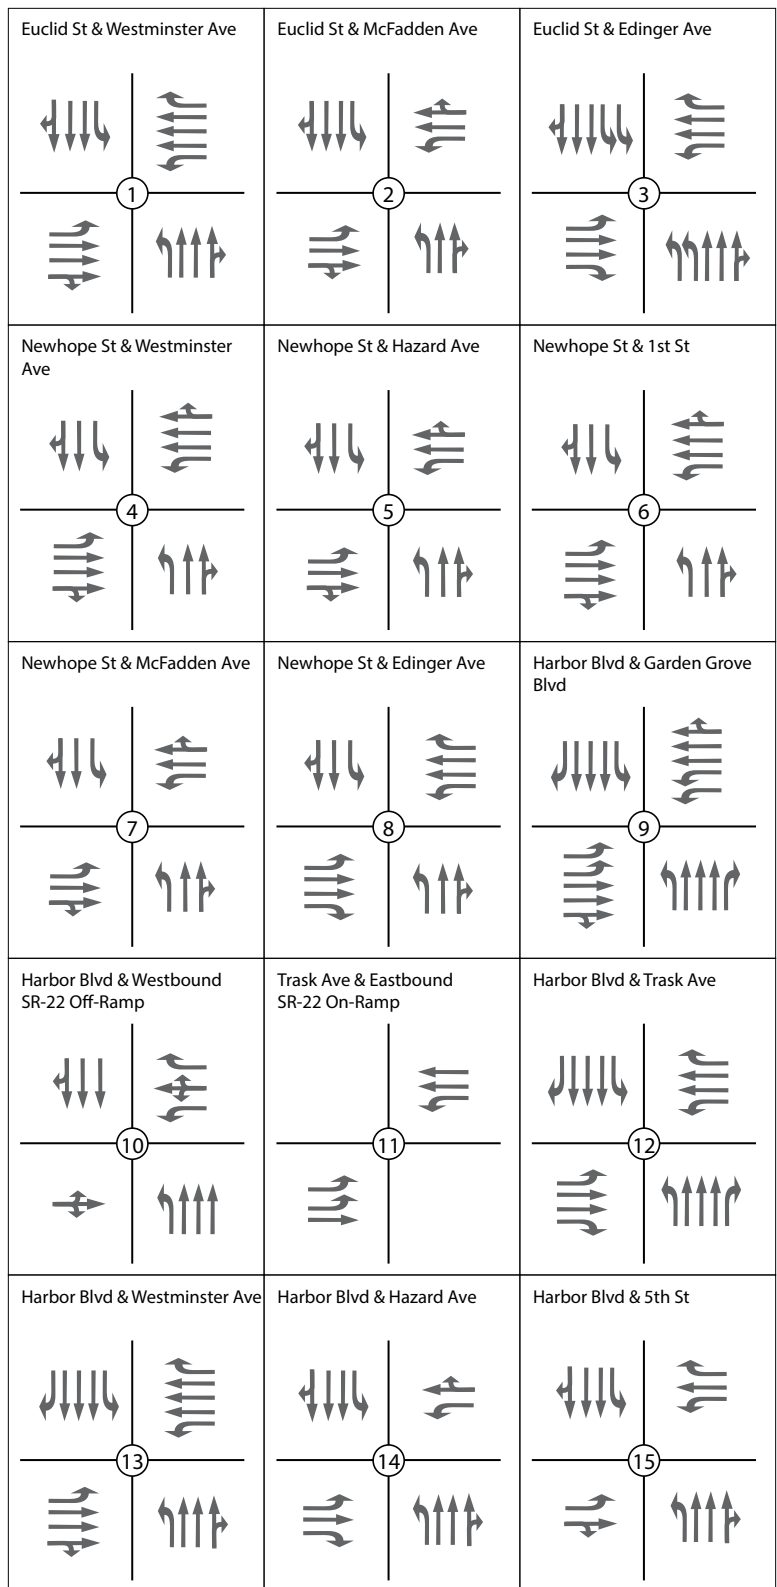 Euclid St & Westminster Ave
1
Euclid St & McFadden Ave
2
Euclid St & Edinger Ave
3
Newhope St & Westminster
Ave
4
Newhope St & Hazard Ave
5
Newhope St & 1st St
6
Newhope St & McFadden Ave
7
Newhope St & Edinger Ave
8
Harbor Blvd & Garden Grove
Blvd
9
Harbor Blvd & Westbound
SR-22 Off-Ramp
10
Trask Ave & Eastbound
SR-22 On-Ramp
11
Harbor Blvd & Trask Ave
12
Harbor Blvd & Westminster Ave
13
Harbor Blvd & Hazard Ave
14
Harbor Blvd & 5th St
15